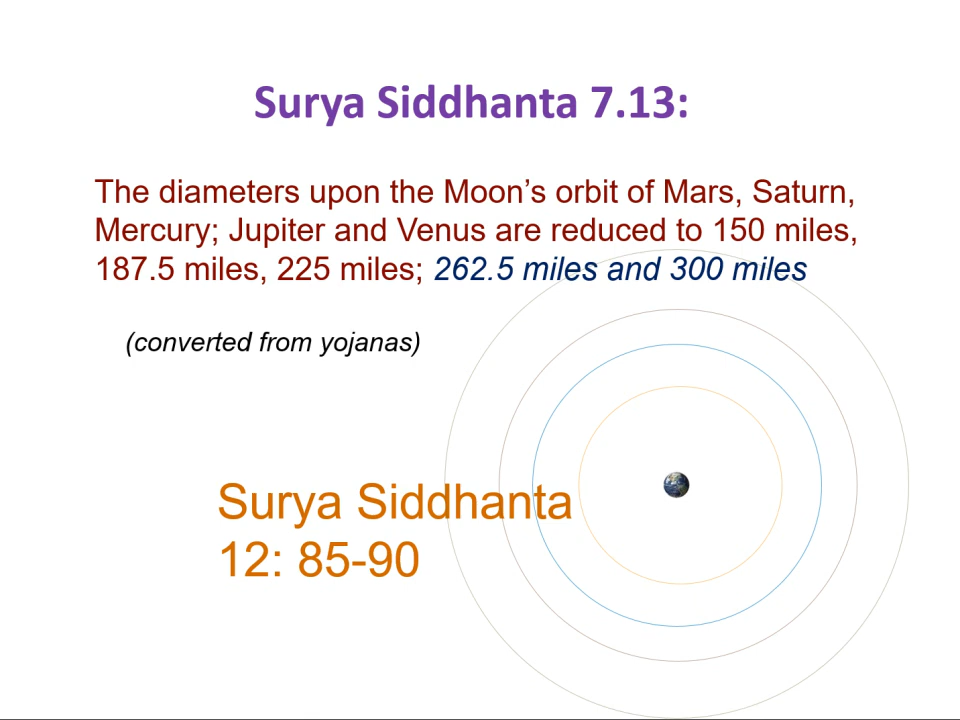 Surya Siddhanta 7.13:
The diameters upon the Moon’s orbit of Mars, Saturn,
Mercury; Jupiter and Venus are reduced to 150 miles,
187.5 miles, 225 miles; 262.5 miles and 300 miles
(converted from yojanas)
Surya Siddhanta
12: 85-90